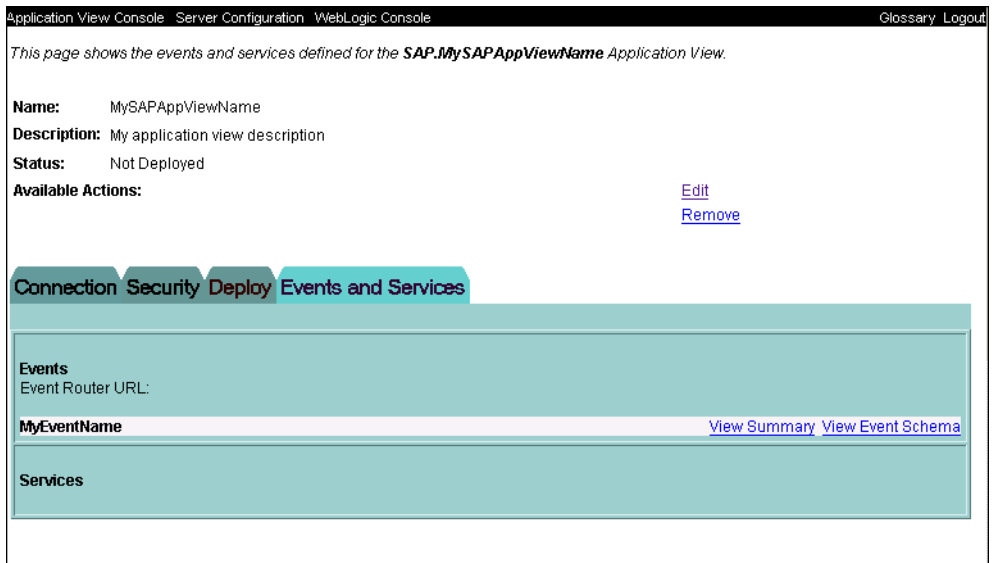 Application View Console Server Configuration WebLogic Console Glossary Logout
This page shows the events and services defined for the SAP.MySAPAppViewName Application View.
Name: MySAPAppViewName
Description: My application view description
Status: Not Deployed
Available Actions: Edit
Remove
Connection Security Deploy Events and Services
Events
Event Router URL:
MyEventName View Summary View Event Schema
Services